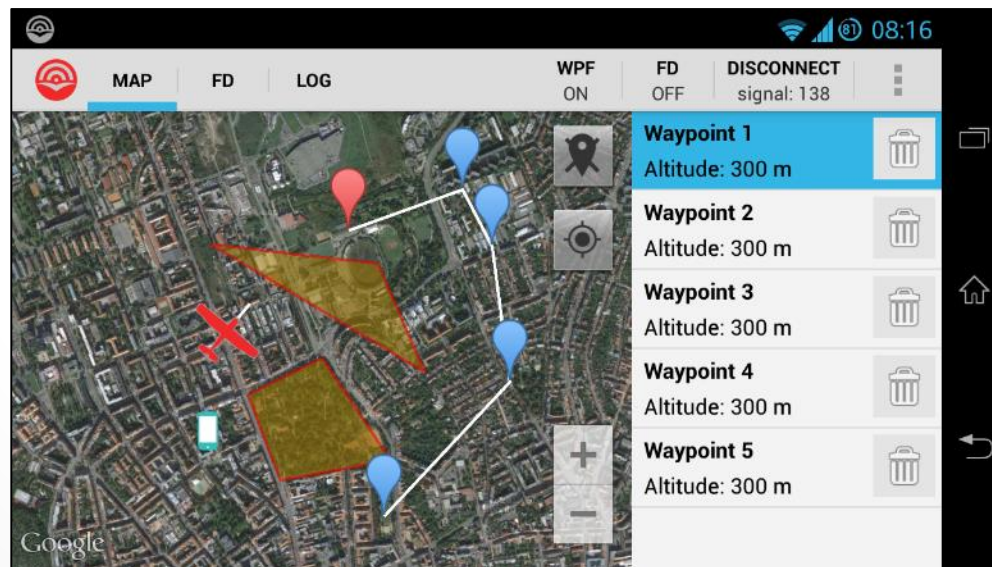 81 08:16
MAP FD LOG WPF FD DISCONNECT
ON OFF signal: 138
Waypoint 1
Altitude: 300 m
Waypoint 2
Altitude: 300 m
Waypoint 3
Altitude: 300 m
Waypoint 4
Altitude: 300 m
Waypoint 5
Altitude: 300 m
Google